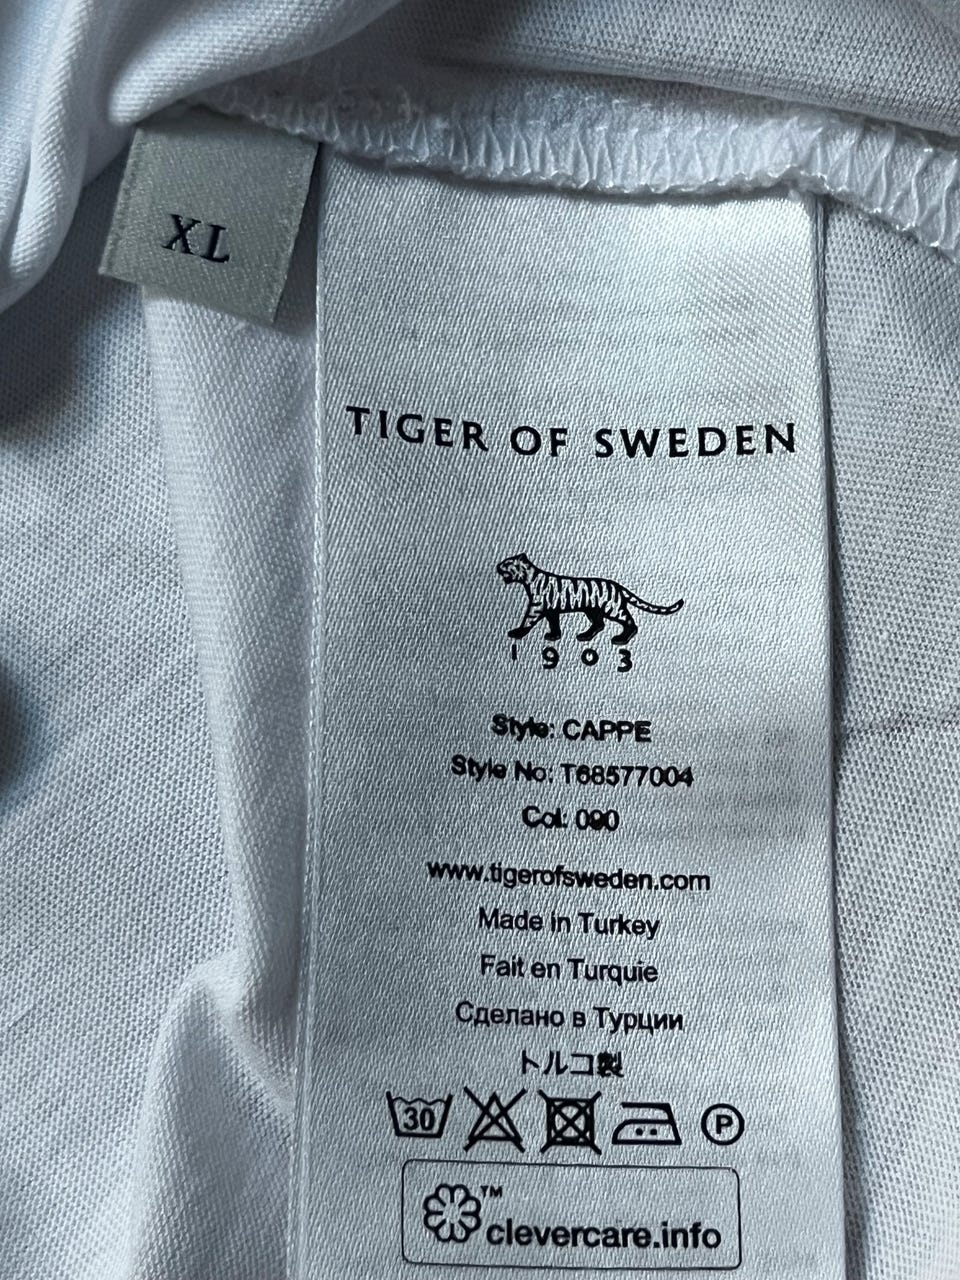 XL
TIGER OF SWEDEN
1903
Style: CAPPE
Style No: T68577004
Col: 090
www.tigerofsweden.com
Made in Turkey
Fait en Turquie
Сделано в Турции
トルコ製
30 P
™
clevercare.info